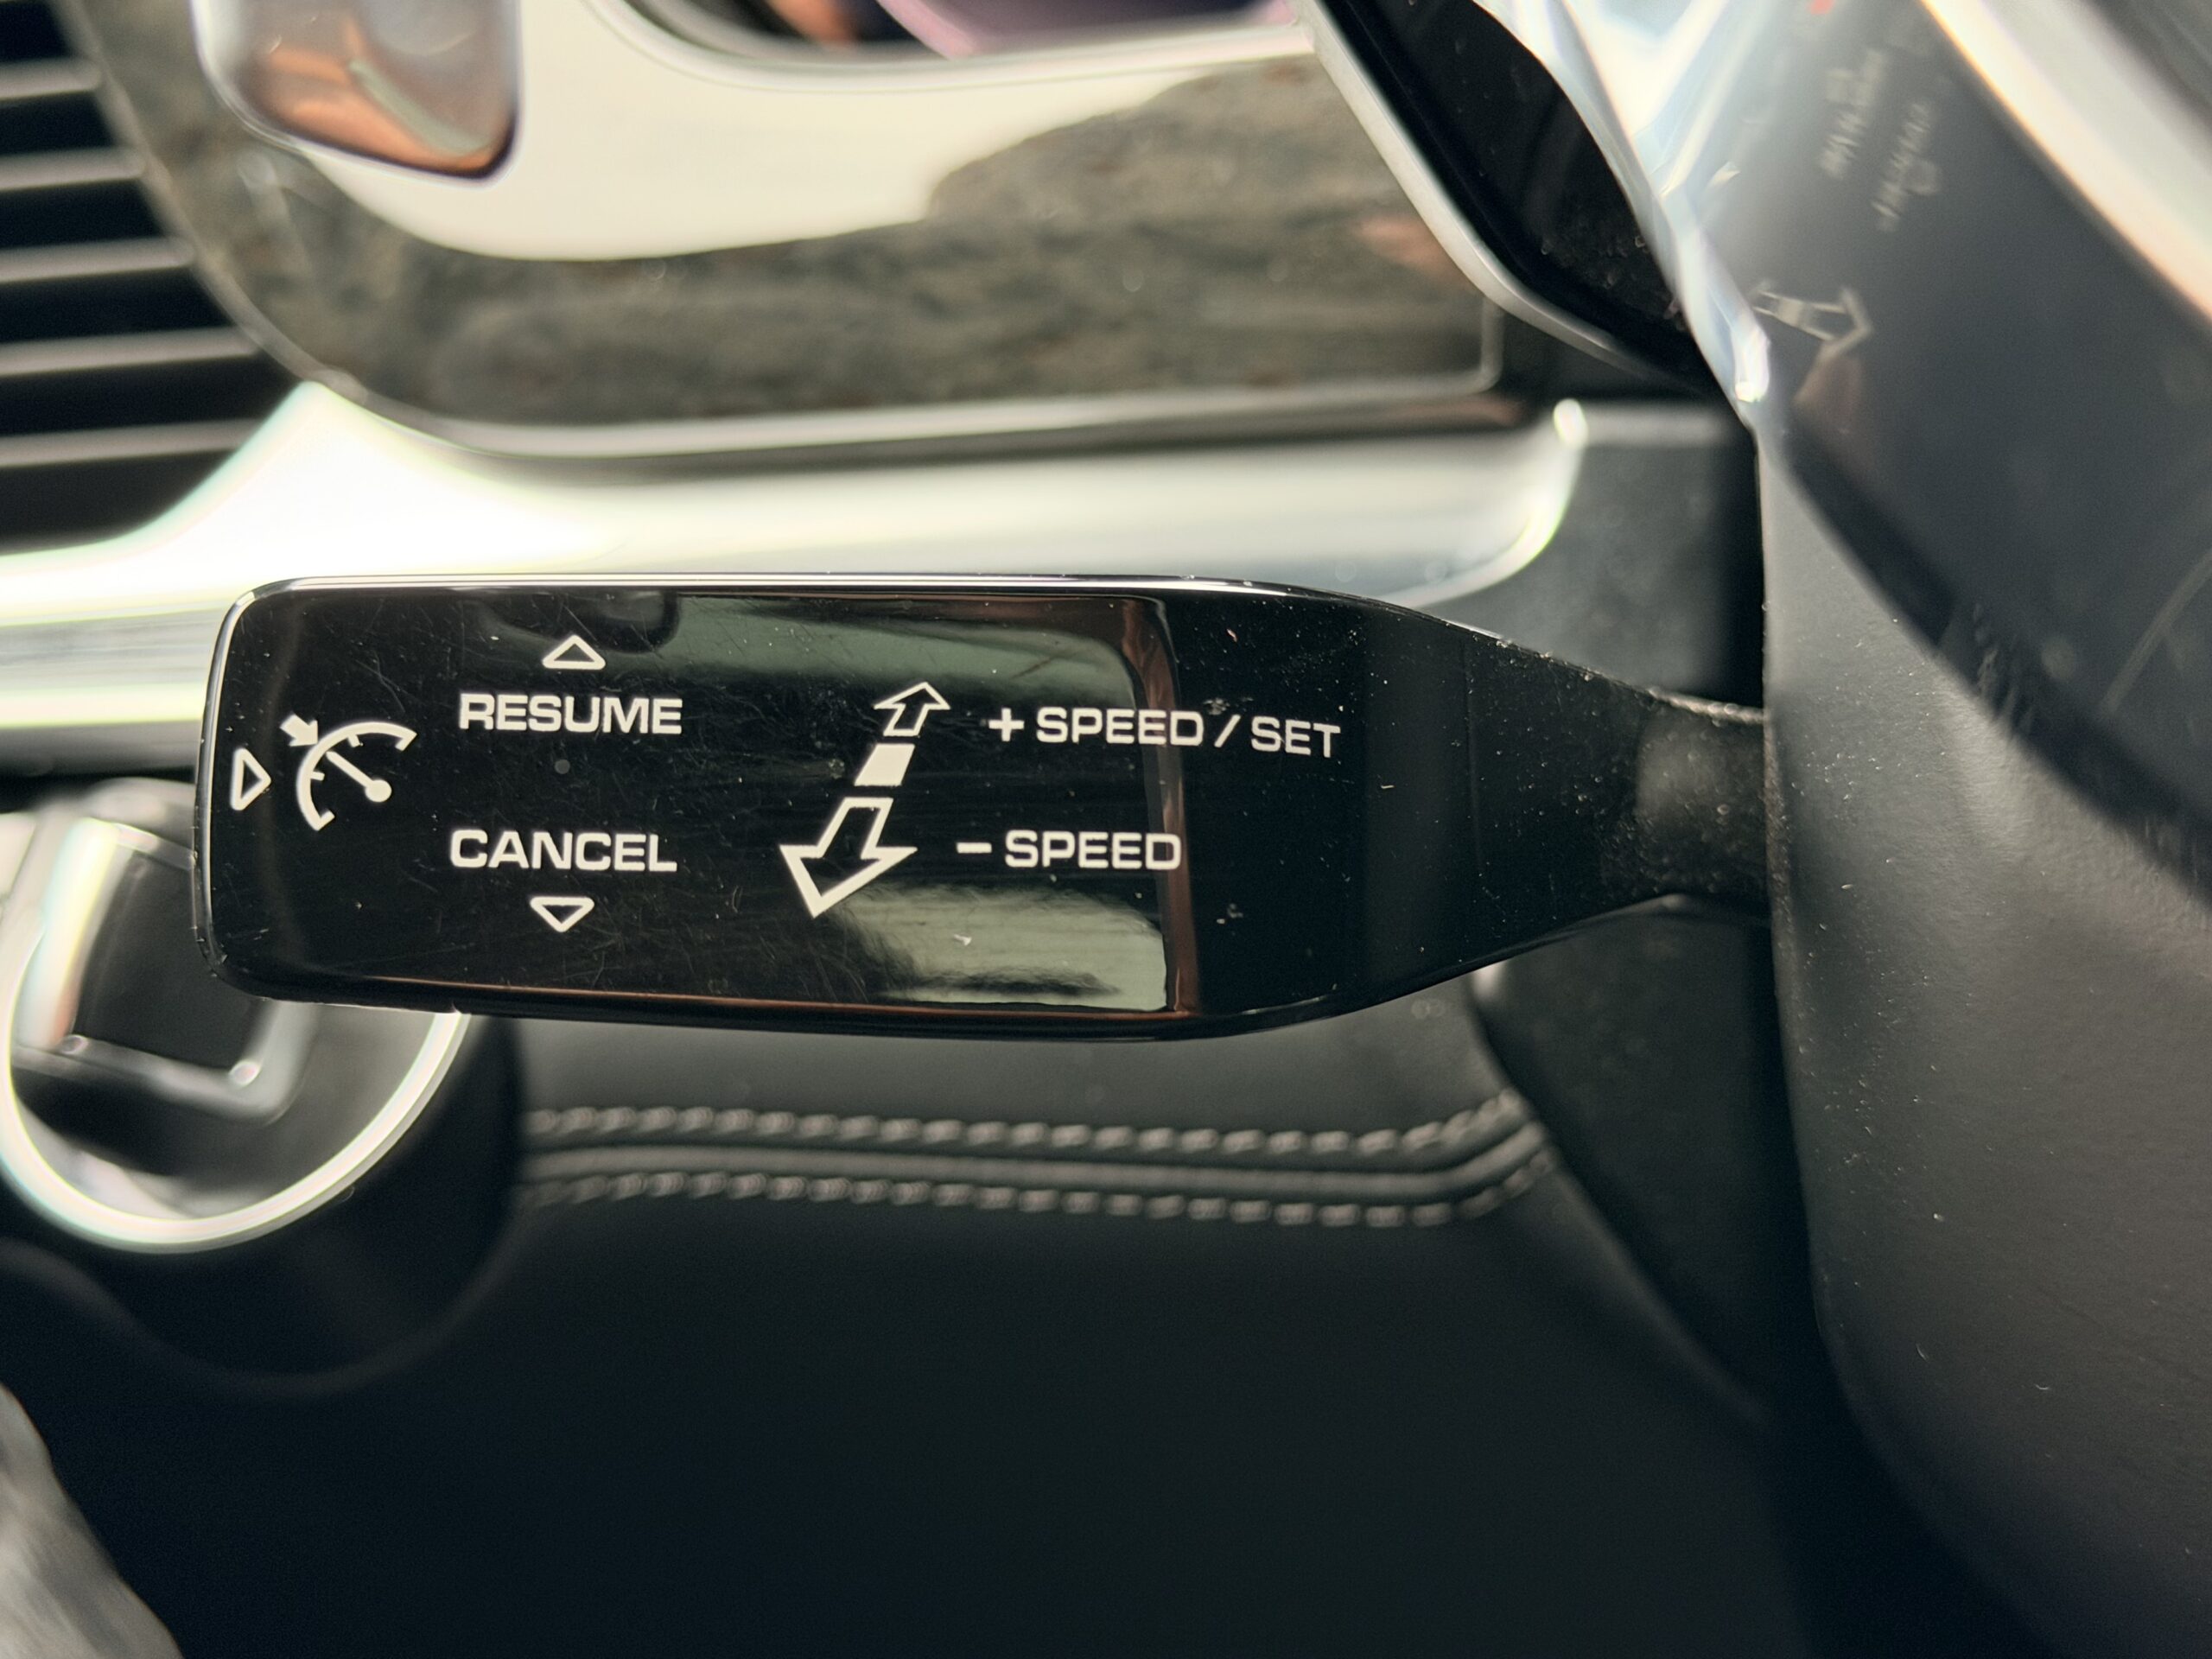 RESUME
+ SPEED / SET
CANCEL
- SPEED